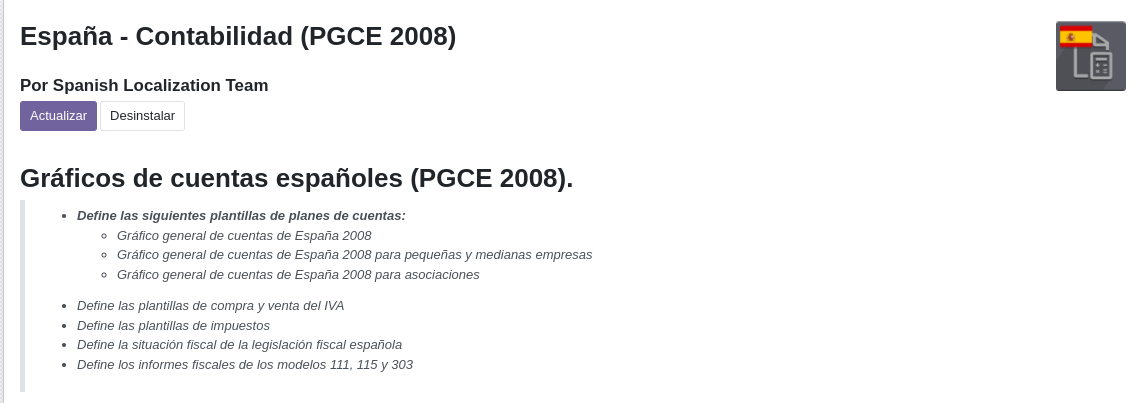 España - Contabilidad (PGCE 2008)
Por Spanish Localization Team
Actualizar Desinstalar
Gráficos de cuentas españoles (PGCE 2008).
Define las siguientes plantillas de planes de cuentas:
Gráfico general de cuentas de España 2008
Gráfico general de cuentas de España 2008 para pequeñas y medianas empresas
Gráfico general de cuentas de España 2008 para asociaciones
Define las plantillas de compra y venta del IVA
Define las plantillas de impuestos
Define la situación fiscal de la legislación fiscal española
Define los informes fiscales de los modelos 111, 115 y 303